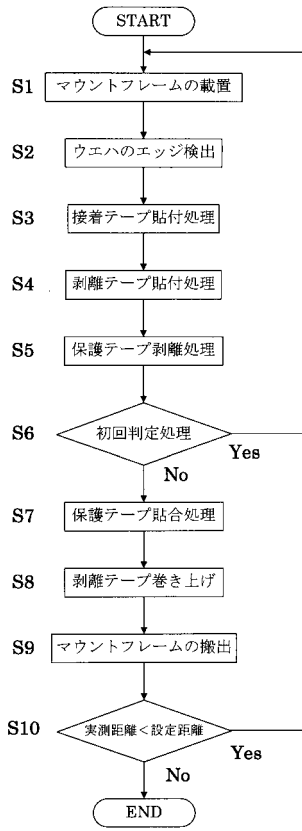 START
S1 マウントフレームの載置
S2 ウエハのエッジ検出
S3 接着テープ貼付処理
S4 剥離テープ貼付処理
S5 保護テープ剥離処理
S6 初回判定処理
Yes
No
S7 保護テープ貼合処理
S8 剥離テープ巻き上げ
S9 マウントフレームの搬出
S10 実測距離<設定距離
Yes
No
END